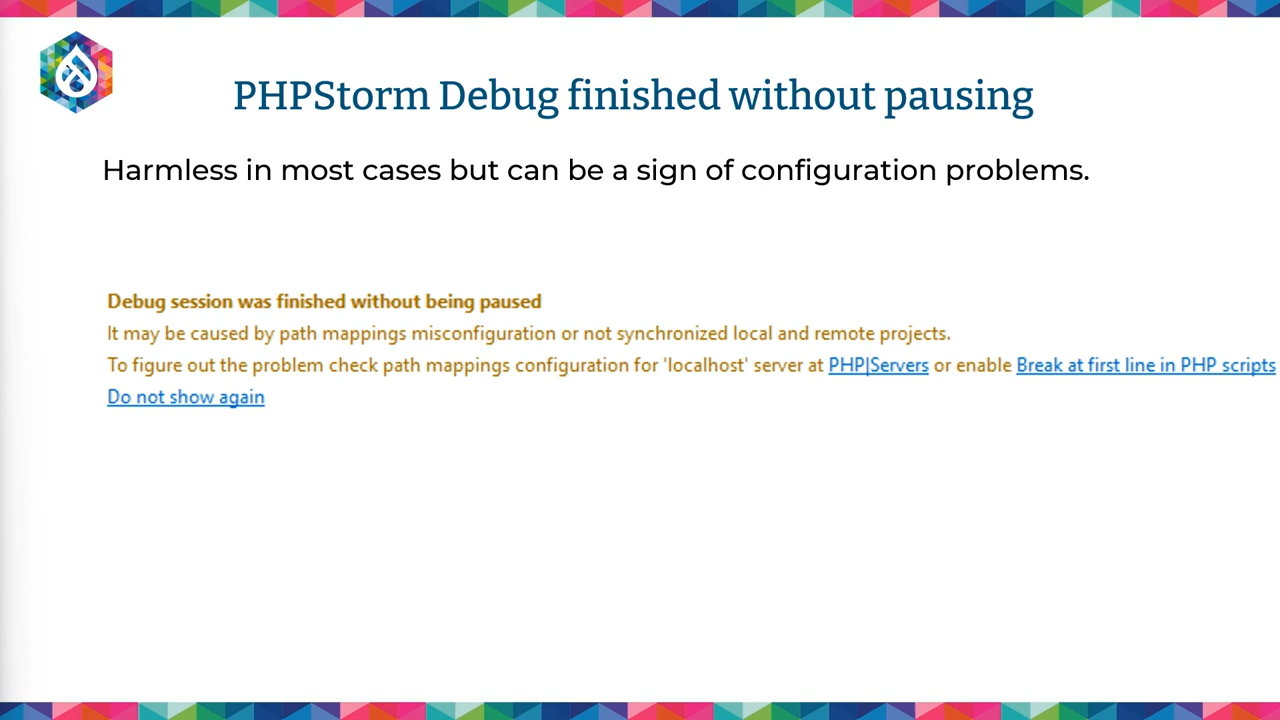 PHPStorm Debug finished without pausing
Harmless in most cases but can be a sign of configuration problems.
Debug session was finished without being paused
It may be caused by path mappings misconfiguration or not synchronized local and remote projects.
To figure out the problem check path mappings configuration for 'localhost' server at PHP|Servers or enable Break at first line in PHP scripts
Do not show again